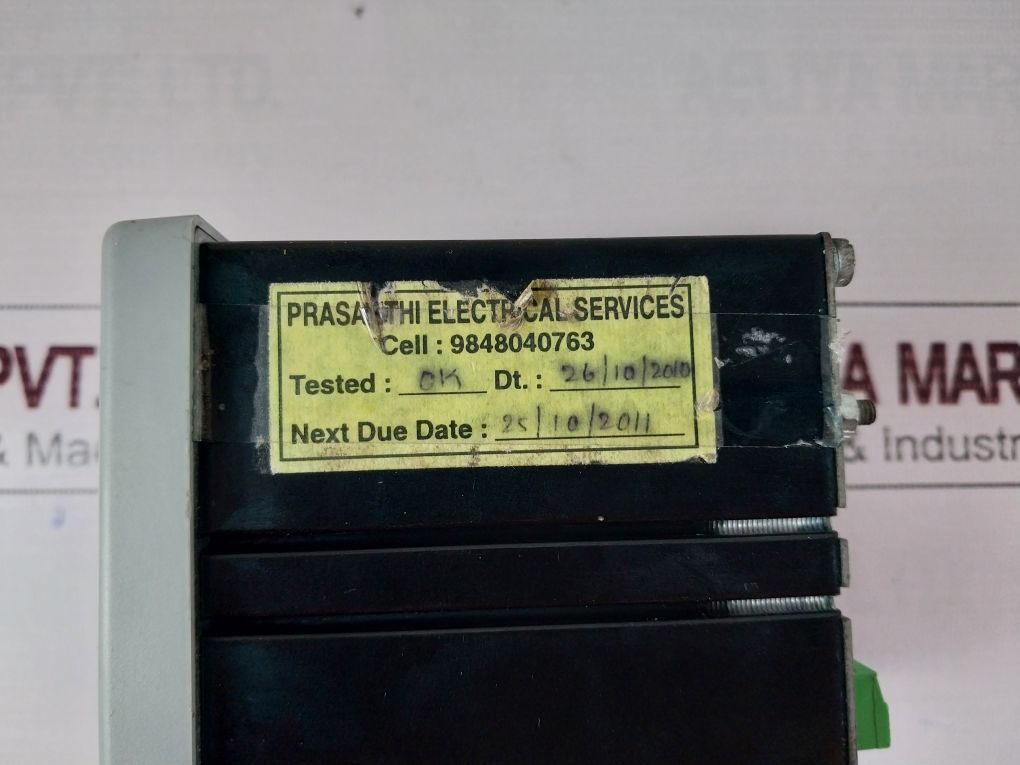 PVT. LTD.
PRASANTHI ELECTRICAL SERVICES
Cell : 9848040763
Tested : OK Dt. : 26/10/2010
Next Due Date : 25/10/2011
PVT.
A MAR
& Ma
& Industr